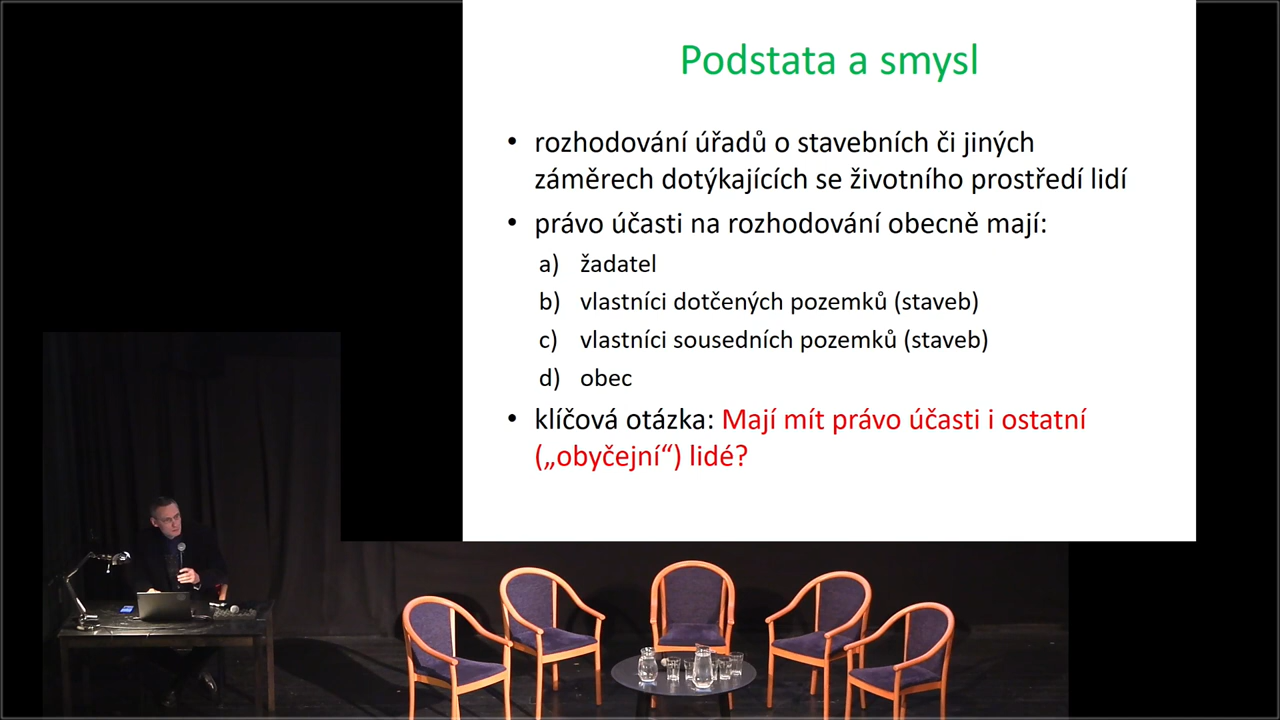 Podstata a smysl
• rozhodování úřadů o stavebních či jiných
záměrech dotýkajících se životního prostředí lidí
• právo účasti na rozhodování obecně mají:
a) žadatel
b) vlastníci dotčených pozemků (staveb)
c) vlastníci sousedních pozemků (staveb)
d) obec
• klíčová otázka: Mají mít právo účasti i ostatní
(„obyčejní“) lidé?